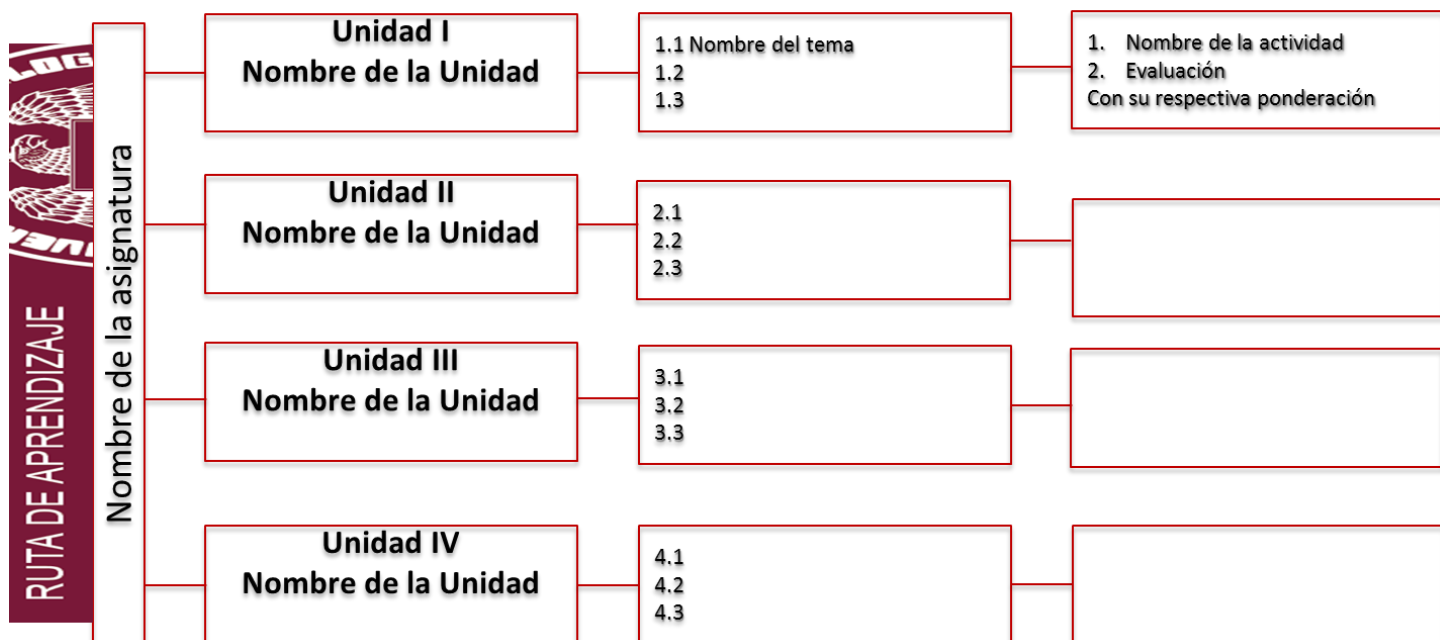 RUTA DE APRENDIZAJE
Nombre de la asignatura
Unidad I
Nombre de la Unidad
1.1 Nombre del tema
1.2
1.3
1. Nombre de la actividad
2. Evaluación
Con su respectiva ponderación
Unidad II
Nombre de la Unidad
2.1
2.2
2.3
Unidad III
Nombre de la Unidad
3.1
3.2
3.3
Unidad IV
Nombre de la Unidad
4.1
4.2
4.3